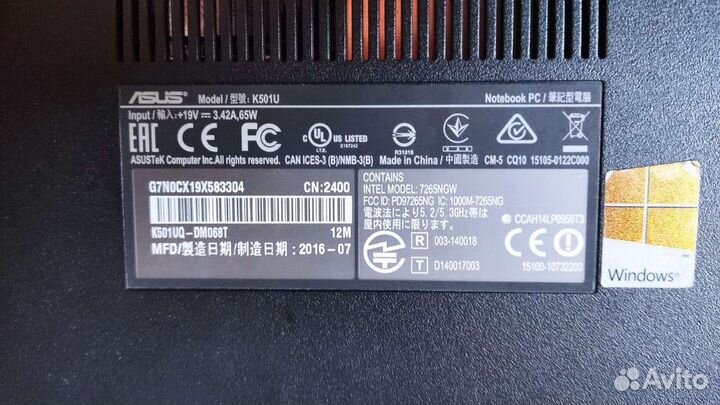 ASUS Model / 型號: K501U Notebook PC / 筆記型電腦
Input / 輸入: +19V ⎓ 3.42A, 65W
EAC CE FC C UL US LISTED
I.T.E. E167242 R31018
ASUSTeK Computer Inc. All rights reserved. CAN ICES-3 (B)/NMB-3(B) Made in China / 中國製造 CM-5 CQ10 15105-0122C000
G7N0CX19X583304 CN:2400
K501UQ-DM068T 12M
MFD/製造日期/制造日期: 2016-07
CONTAINS
INTEL MODEL: 7265NGW
FCC ID: PD97265NG IC: 1000M-7265NG
電波法により5.2/5.3GHz帯は
屋内使用に限ります。
CCAH14LP0950T3
R 003-140018
T D140017003
15100-10732200
Windows
Avito